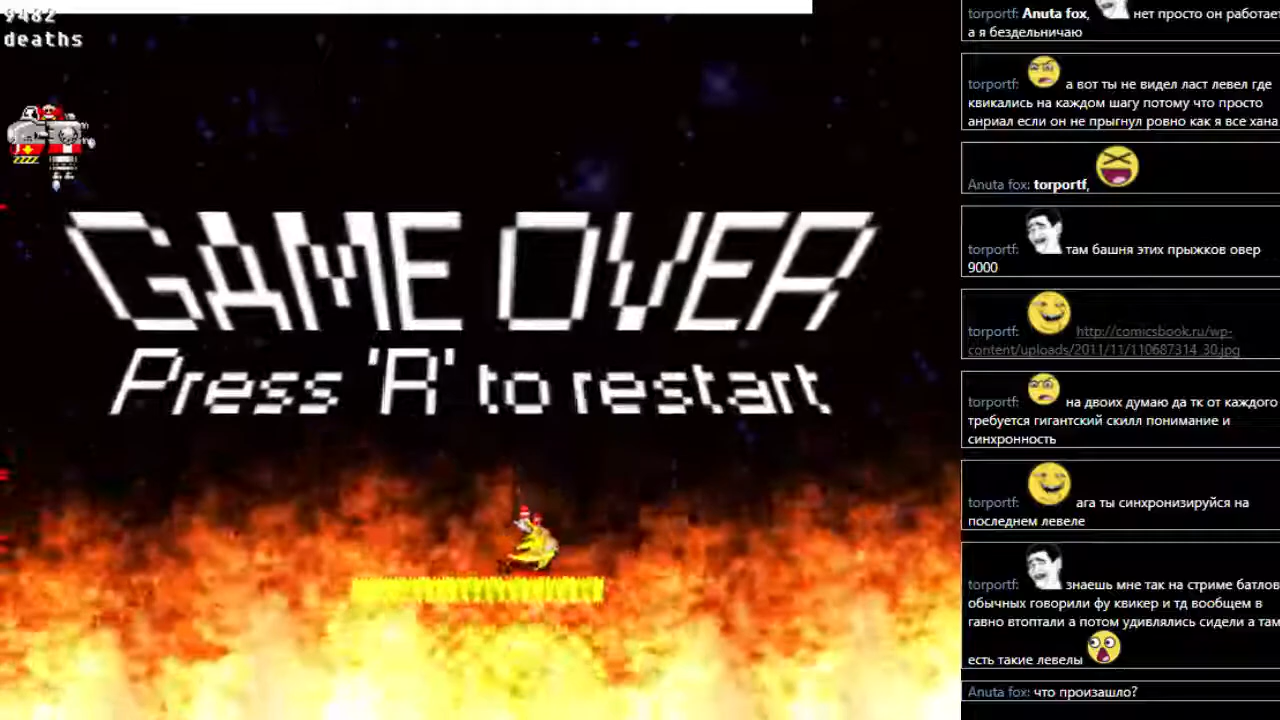 9482
deaths
GAME OVER
Press 'R' to restart
torportf: Anuta fox, нет просто он работает
а я бездельничаю
torportf: а вот ты не видел ласт левел где
квикались на каждом шагу потому что просто
анриал если он не прыгнул ровно как я все хана
Anuta fox: torportf,
torportf: там башня этих прыжков овер
9000
torportf: http://comicsbook.ru/wp-
content/uploads/2011/11/110687314_30.jpg
torportf: на двоих думаю да тк от каждого
требуется гигантский скилл понимание и
синхронность
torportf: ага ты синхронизируйся на
последнем левеле
torportf: знаешь мне так на стриме батлов
обычных говорили фу квикер и тд вообщем в
гавно втоптали а потом удивлялись сидели а там
есть такие левелы
Anuta fox: что произашло?